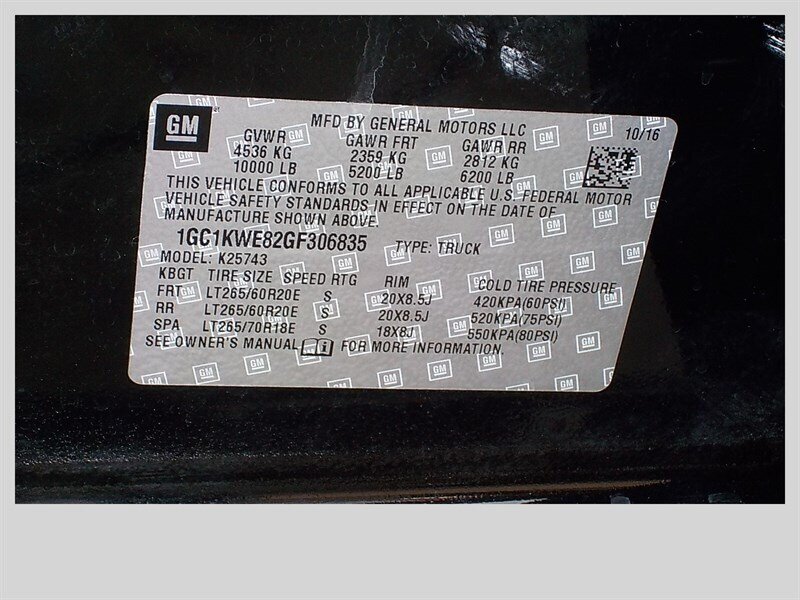 GM
MFD BY GENERAL MOTORS LLC 10/16
GVWR GAWR FRT GAWR RR
4536 KG 2359 KG 2812 KG
10000 LB 5200 LB 6200 LB
THIS VEHICLE CONFORMS TO ALL APPLICABLE U.S. FEDERAL MOTOR
VEHICLE SAFETY STANDARDS IN EFFECT ON THE DATE OF
MANUFACTURE SHOWN ABOVE.
1GC1KWE82GF306835 TYPE: TRUCK
MODEL: K25743
KBGT TIRE SIZE SPEED RTG RIM COLD TIRE PRESSURE
FRT LT265/60R20E S 20X8.5J 420KPA(60PSI)
RR LT265/60R20E S 20X8.5J 520KPA(75PSI)
SPA LT265/70R18E S 18X8J 550KPA(80PSI)
SEE OWNER'S MANUAL FOR MORE INFORMATION.